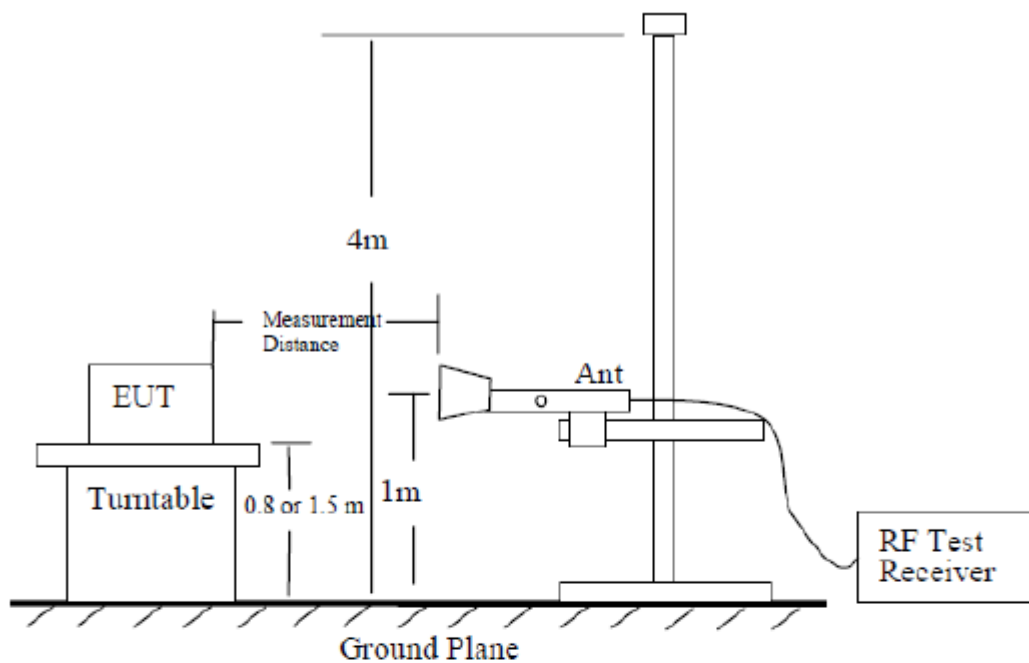 4m
Measurement
Distance
Ant
EUT
Turntable
0.8 or 1.5 m
1m
RF Test
Receiver
Ground Plane